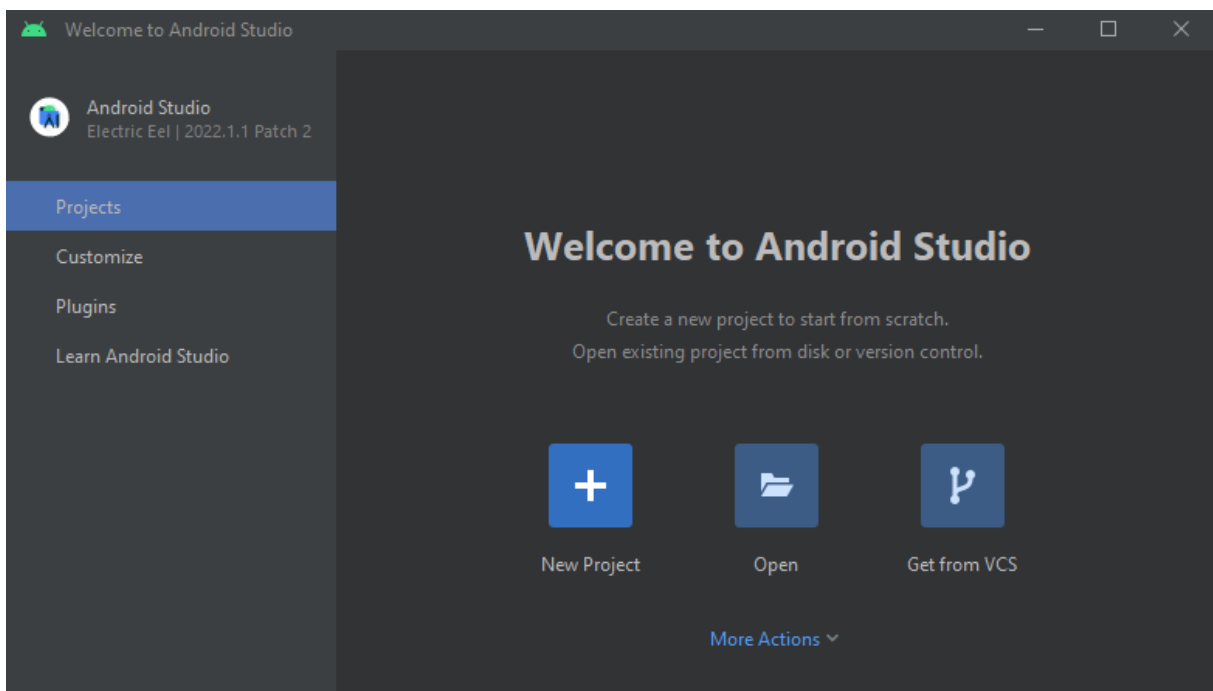 Welcome to Android Studio
Android Studio
Electric Eel | 2022.1.1 Patch 2
Projects
Customize
Plugins
Learn Android Studio
Welcome to Android Studio
Create a new project to start from scratch.
Open existing project from disk or version control.
New Project
Open
Get from VCS
More Actions